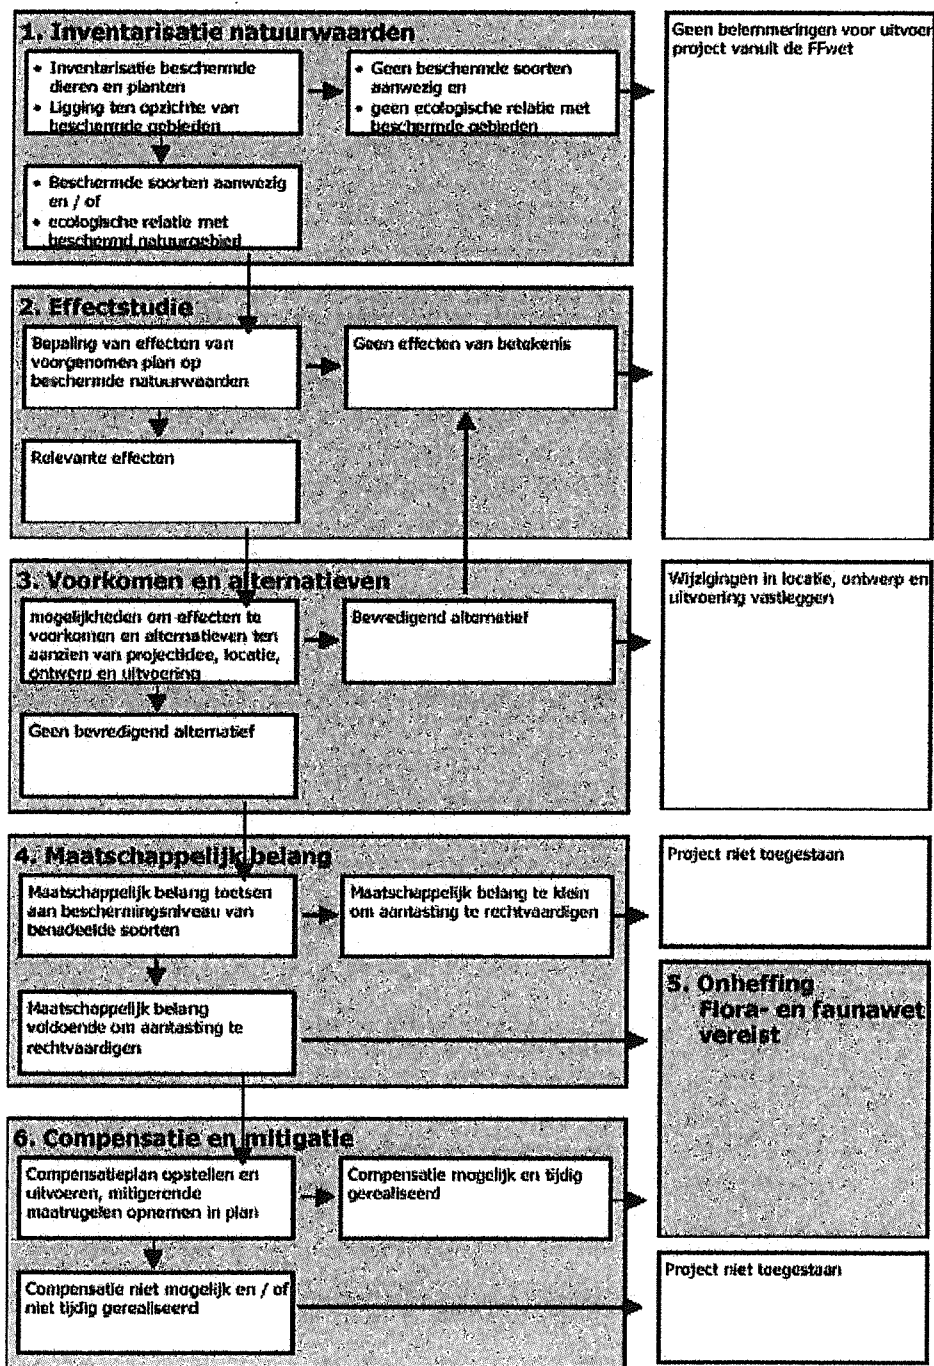 1. Inventarisatie natuurwaarden
• Inventarisatie beschermde
dieren en planten
• Ligging ten opzichte van
beschermde gebieden
• Geen beschermde soorten
aanwezig en
• geen ecologische relatie met
beschermde gebieden
Geen belemmeringen voor uitvoer
project vanuit de FFwet
• Beschermde soorten aanwezig
en / of
• ecologische relatie met
beschermd natuurgebied
2. Effectstudie
Bepaling van effecten van
voorgenomen plan op
beschermde natuurwaarden
Geen effecten van betekenis
Relevante effecten
3. Voorkomen en alternatieven
mogelijkheden om effecten te
voorkomen en alternatieven ten
aanzien van projectidee, locatie,
ontwerp en uitvoering
Bevredigend alternatief
Wijzigingen in locatie, ontwerp en
uitvoering vastleggen
Geen bevredigend alternatief
4. Maatschappelijk belang
Maatschappelijk belang toetsen
aan beschermingsniveau van
benadeelde soorten
Maatschappelijk belang te klein
om aantasting te rechtvaardigen
Project niet toegestaan
Maatschappelijk belang
voldoende om aantasting te
rechtvaardigen
5. Onheffing
Flora- en faunawet
vereist
6. Compensatie en mitigatie
Compensatieplan opstellen en
uitvoeren, mitigerende
maatregelen opnemen in plan
Compensatie mogelijk en tijdig
gerealiseerd
Compensatie niet mogelijk en / of
niet tijdig gerealiseerd
Project niet toegestaan